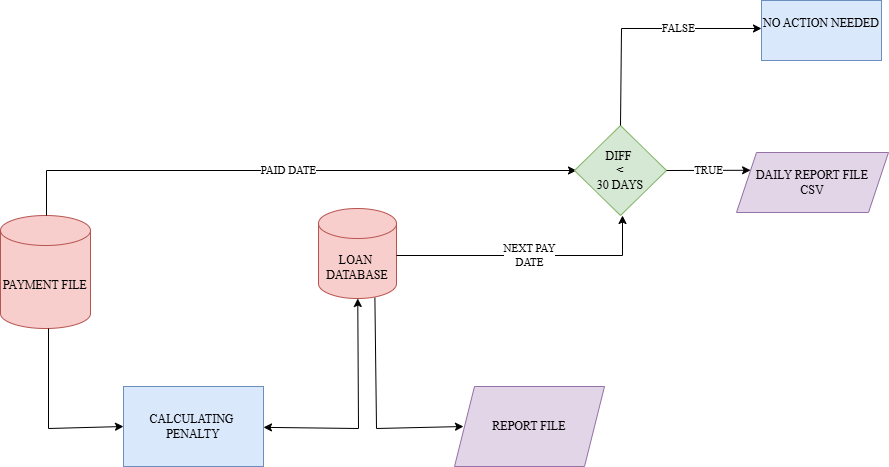 FALSE
NO ACTION NEEDED
DIFF
<
30 DAYS
PAID DATE
TRUE
DAILY REPORT FILE
CSV
NEXT PAY
DATE
LOAN
DATABASE
PAYMENT FILE
CALCULATING
PENALTY
REPORT FILE